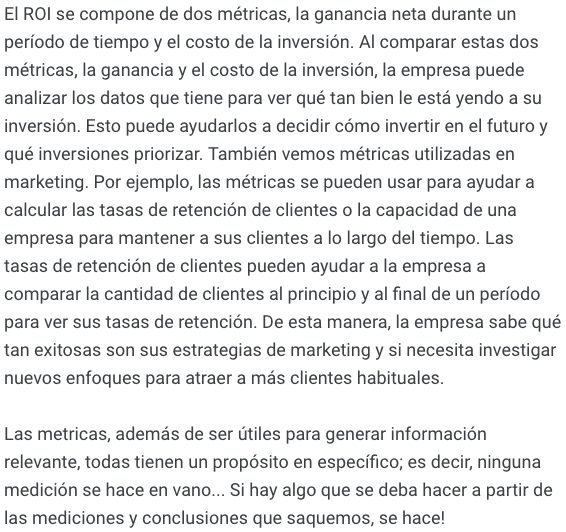 El ROI se compone de dos métricas, la ganancia neta durante un
período de tiempo y el costo de la inversión. Al comparar estas dos
métricas, la ganancia y el costo de la inversión, la empresa puede
analizar los datos que tiene para ver qué tan bien le está yendo a su
inversión. Esto puede ayudarlos a decidir cómo invertir en el futuro y
qué inversiones priorizar. También vemos métricas utilizadas en
marketing. Por ejemplo, las métricas se pueden usar para ayudar a
calcular las tasas de retención de clientes o la capacidad de una
empresa para mantener a sus clientes a lo largo del tiempo. Las
tasas de retención de clientes pueden ayudar a la empresa a
comparar la cantidad de clientes al principio y al final de un período
para ver sus tasas de retención. De esta manera, la empresa sabe qué
tan exitosas son sus estrategias de marketing y si necesita investigar
nuevos enfoques para atraer a más clientes habituales.

Las metricas, además de ser útiles para generar información
relevante, todas tienen un propósito en específico; es decir, ninguna
medición se hace en vano... Si hay algo que se deba hacer a partir de
las mediciones y conclusiones que saquemos, se hace!